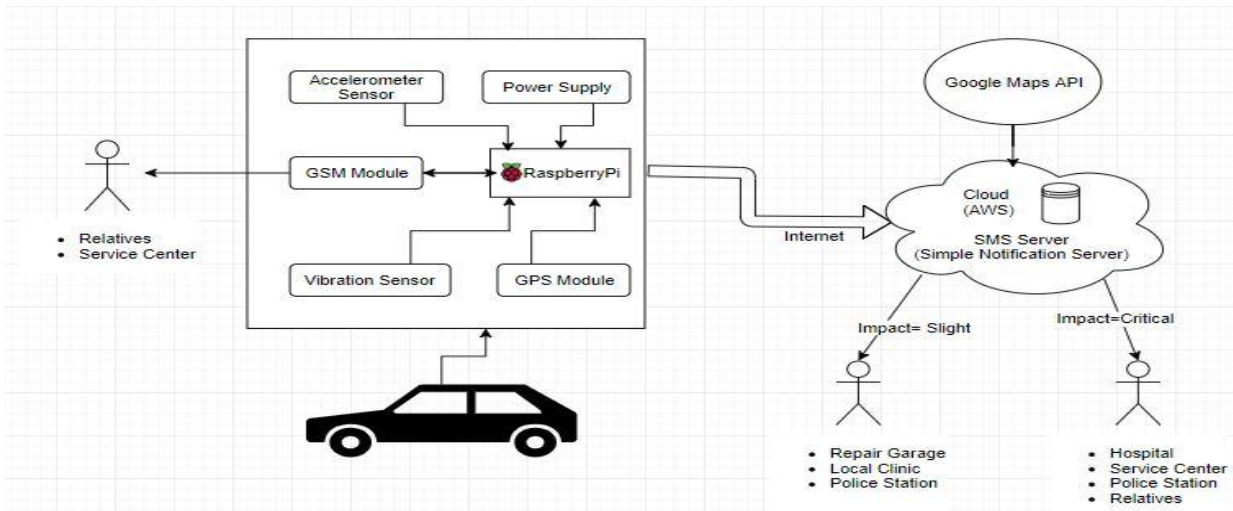 Accelerometer
Sensor
Power Supply
GSM Module
RaspberryPi
Vibration Sensor
GPS Module
• Relatives
• Service Center
Internet
Google Maps API
Cloud
(AWS)
SMS Server
(Simple Notification Server)
Impact= Slight
Impact=Critical
• Repair Garage
• Local Clinic
• Police Station
• Hospital
• Service Center
• Police Station
• Relatives